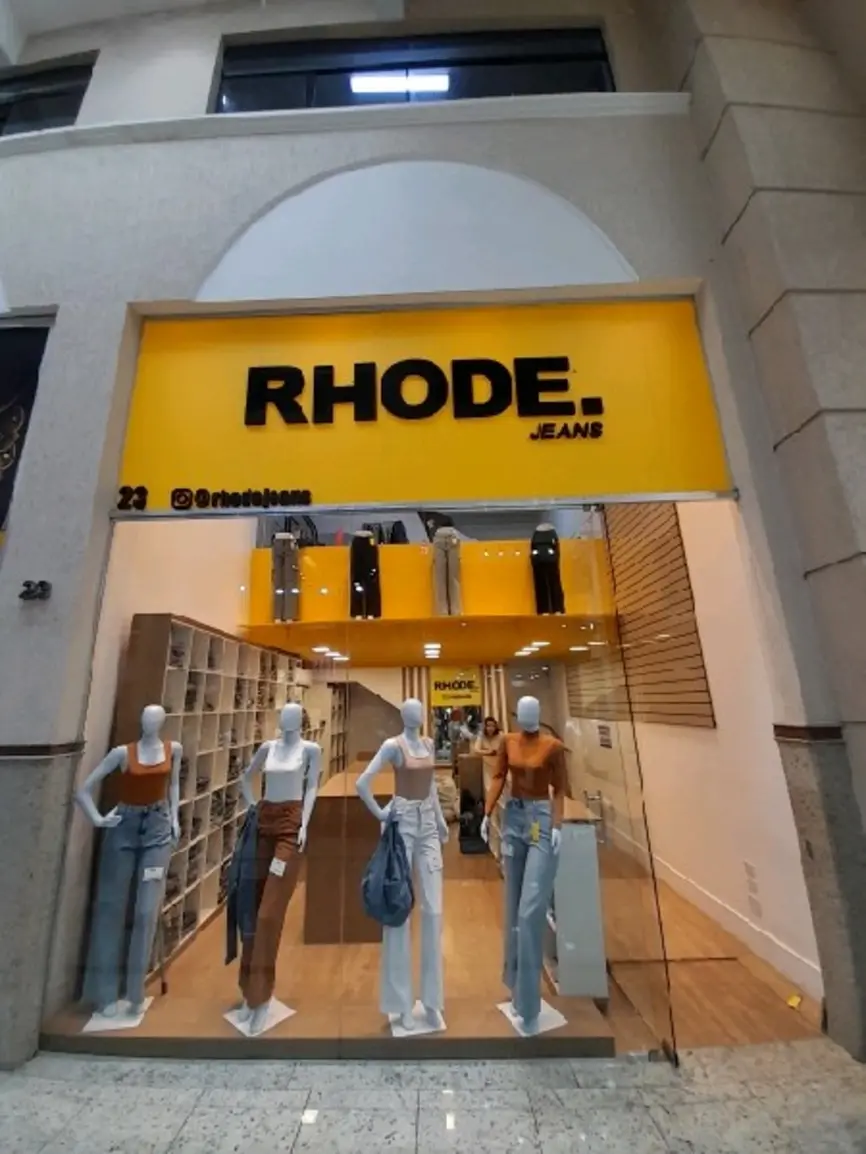 RHODE.
JEANS
23 @rhodejeans
23
RHODE.